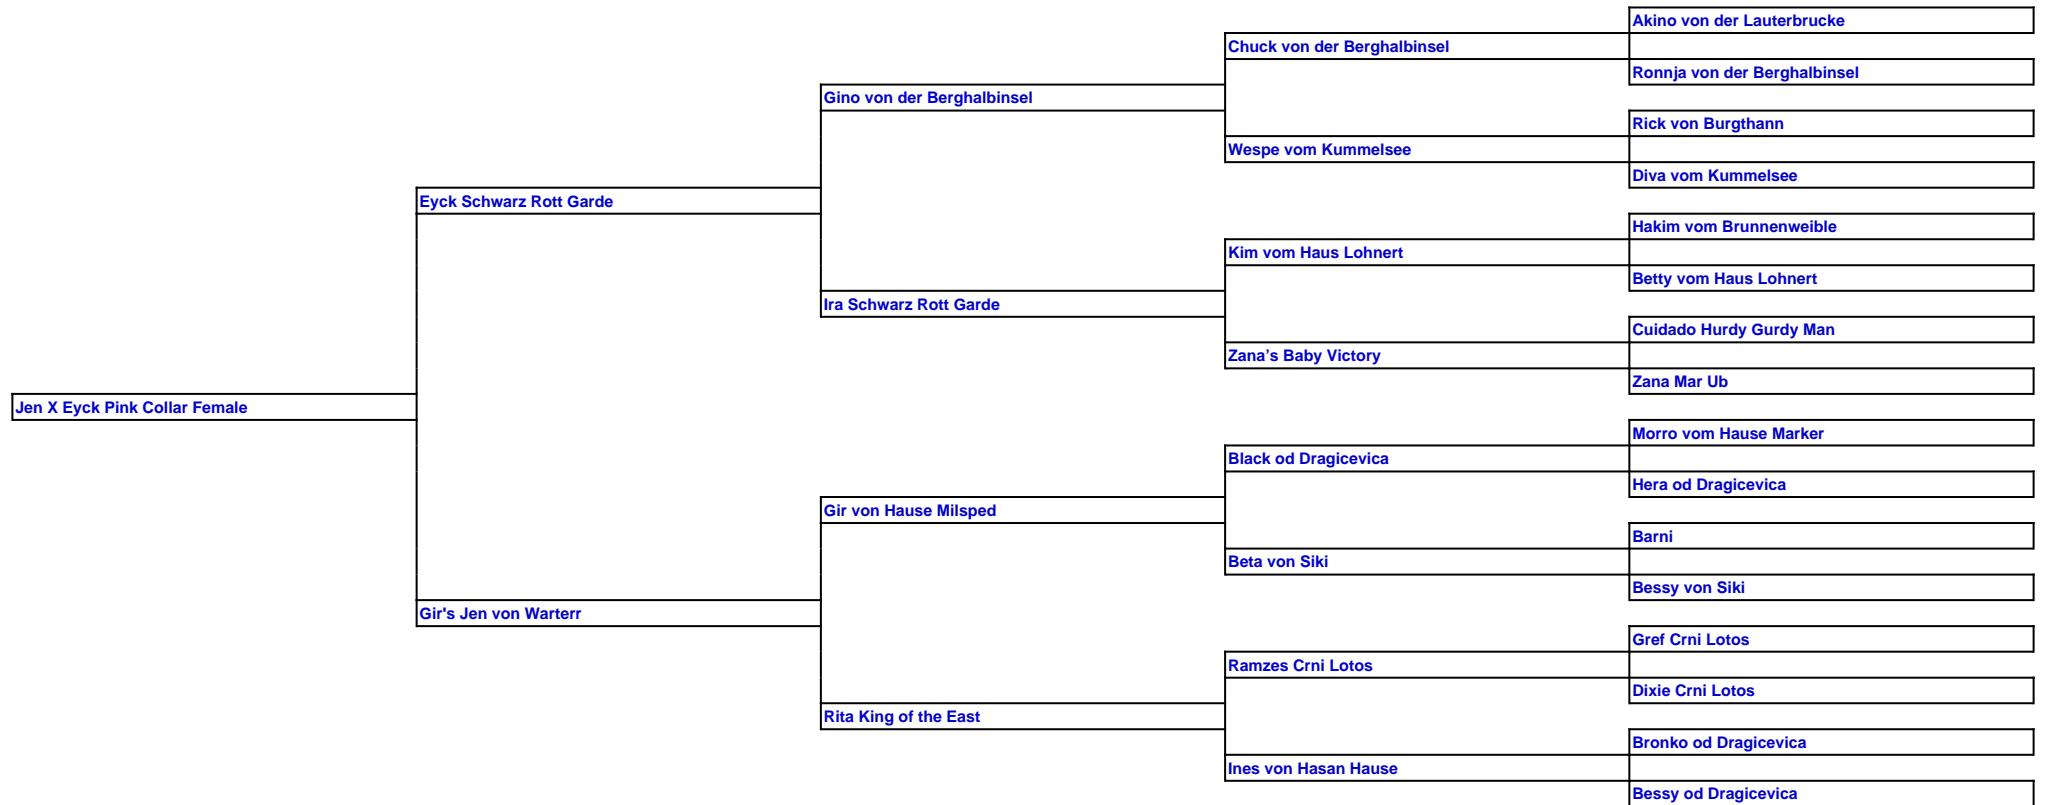 Akino von der Lauterbrucke
Chuck von der Berghalbinsel
Ronnja von der Berghalbinsel
Gino von der Berghalbinsel
Rick von Burgthann
Wespe vom Kummelsee
Diva vom Kummelsee
Eyck Schwarz Rott Garde
Hakim vom Brunnenweible
Kim vom Haus Lohnert
Betty vom Haus Lohnert
Ira Schwarz Rott Garde
Cuidado Hurdy Gurdy Man
Zana’s Baby Victory
Zana Mar Ub
Jen X Eyck Pink Collar Female
Morro vom Hause Marker
Black od Dragicevica
Hera od Dragicevica
Gir von Hause Milsped
Barni
Beta von Siki
Bessy von Siki
Gir's Jen von Warterr
Gref Crni Lotos
Ramzes Crni Lotos
Dixie Crni Lotos
Rita King of the East
Bronko od Dragicevica
Ines von Hasan Hause
Bessy od Dragicevica